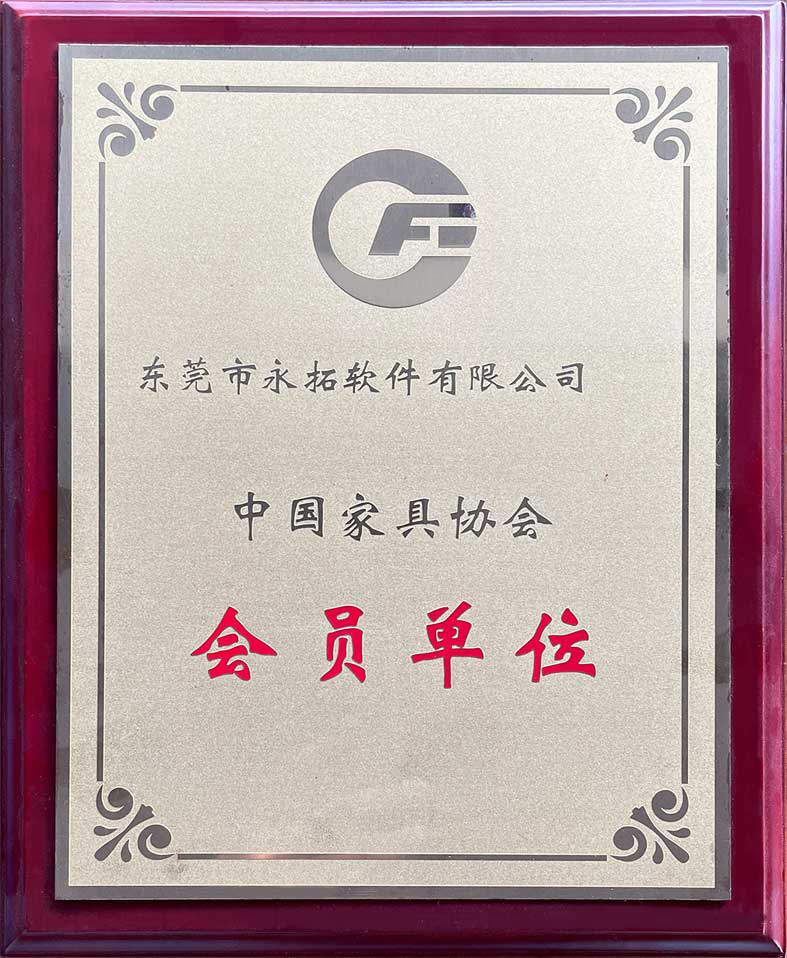 东莞市永拓软件有限公司
中国家具协会
会员单位